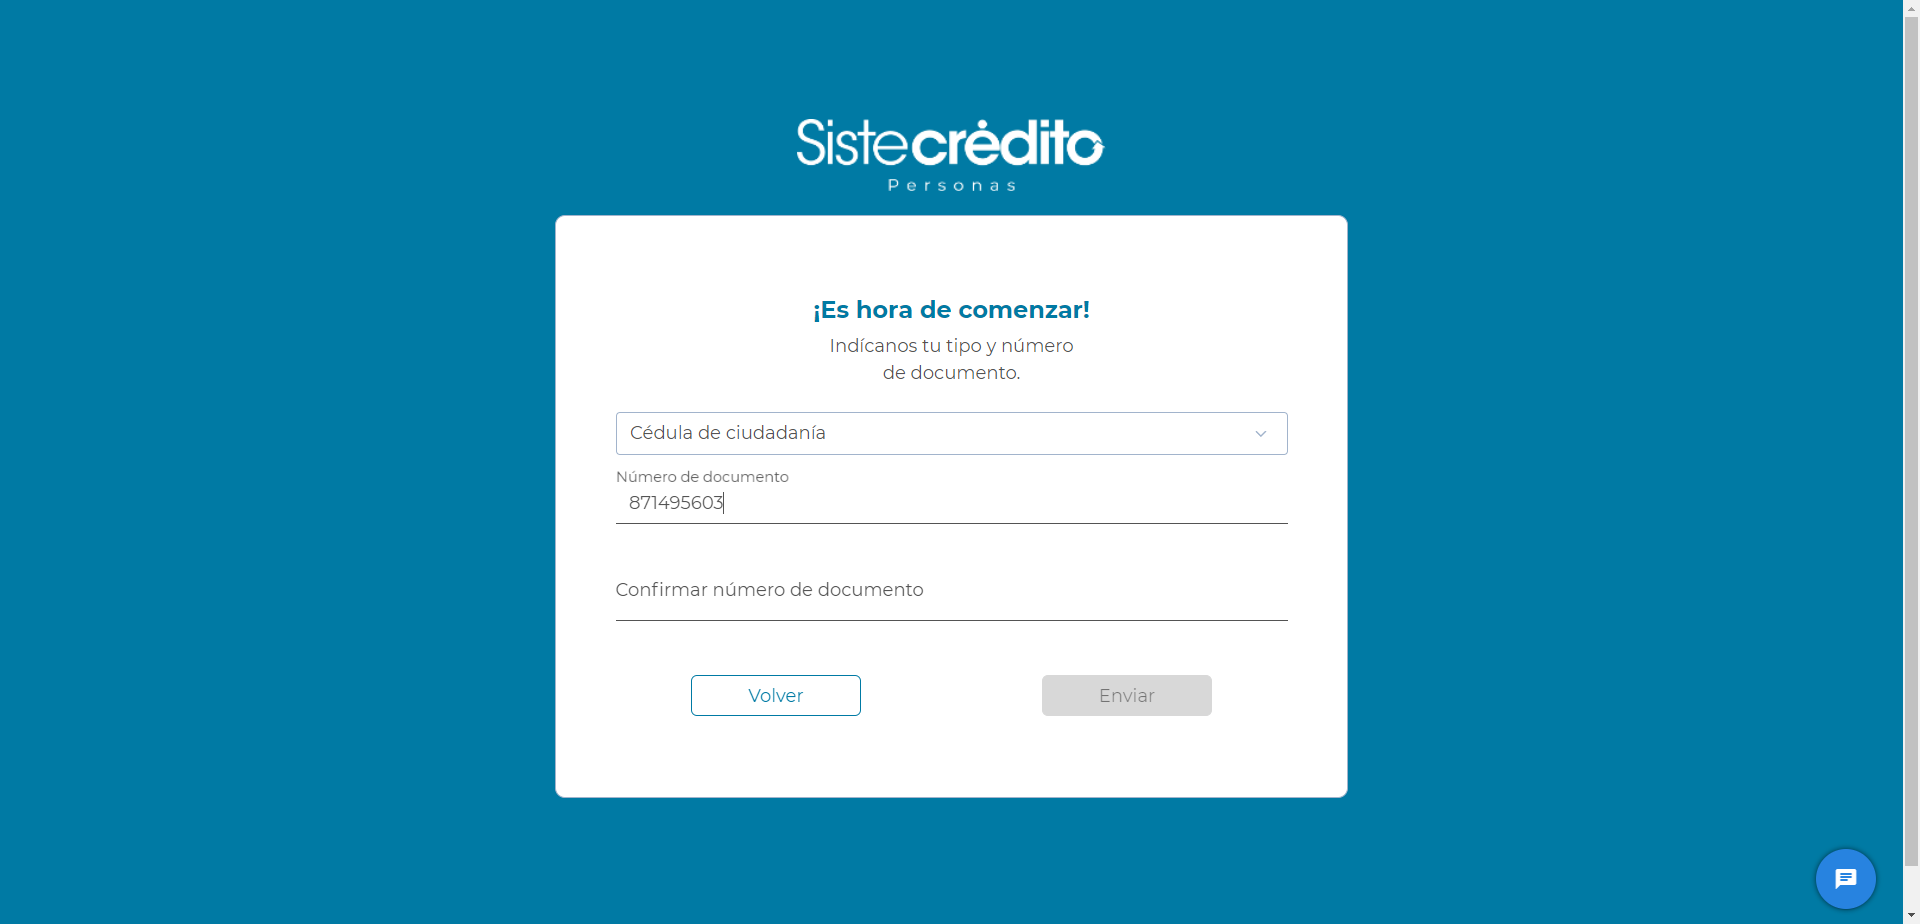 Sistecrédito
Personas
¡Es hora de comenzar!
Indícanos tu tipo y número
de documento.
Cédula de ciudadanía
Número de documento
871495603
Confirmar número de documento
Volver
Enviar